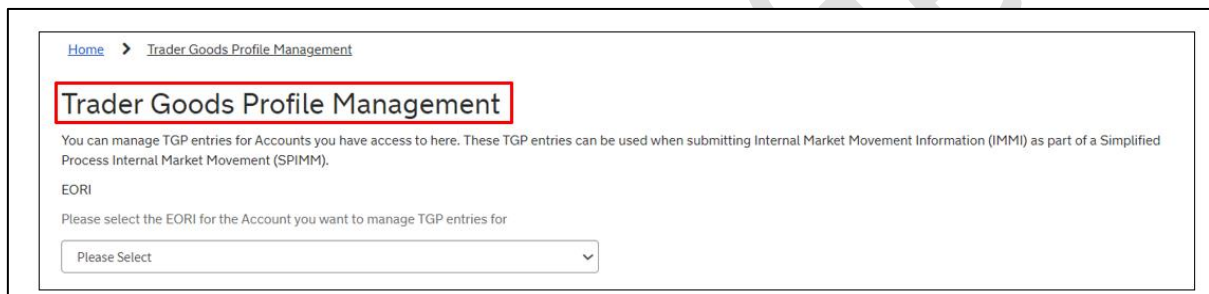 Home > Trader Goods Profile Management
Trader Goods Profile Management
You can manage TGP entries for Accounts you have access to here. These TGP entries can be used when submitting Internal Market Movement Information (IMMI) as part of a Simplified
Process Internal Market Movement (SPIMM).
EORI
Please select the EORI for the Account you want to manage TGP entries for
Please Select